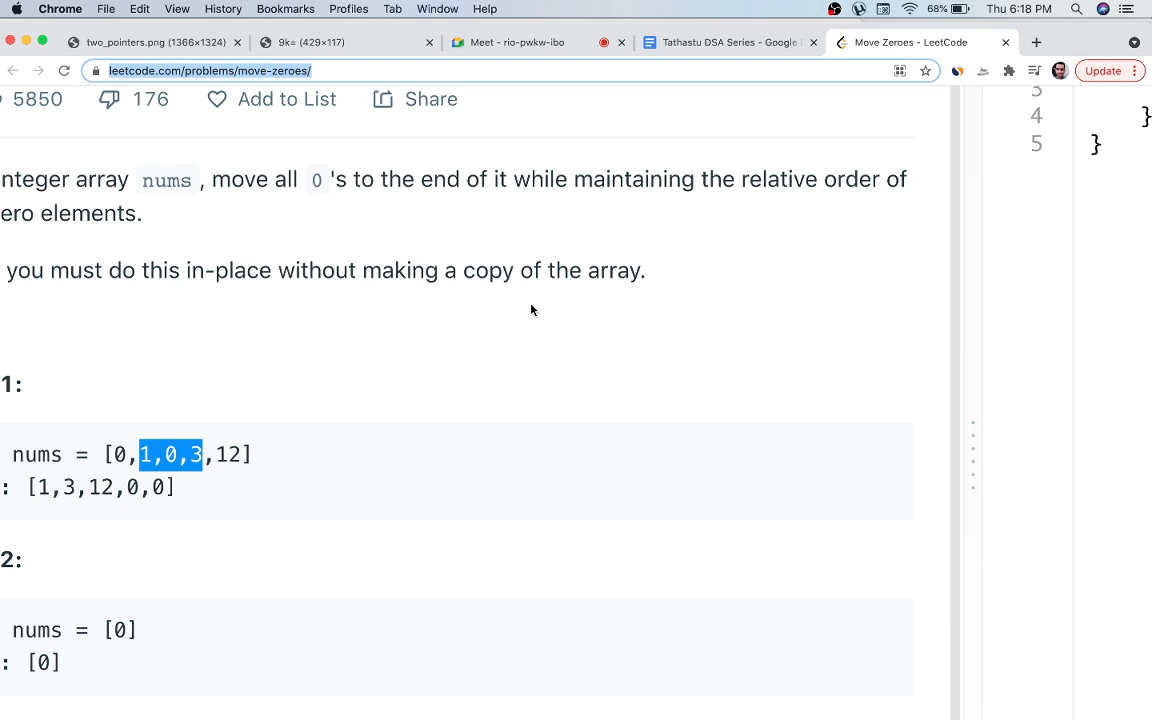 Chrome File Edit View History Bookmarks Profiles Tab Window Help 68% Thu 6:18 PM
two_pointers.png (1366×1324) 9k= (429×117) Meet - rio-pwkw-ibo Tathastu DSA Series - Google Move Zeroes - LeetCode
leetcode.com/problems/move-zeroes/ Update
5850 176 Add to List Share
3
4 }
5 }
nteger array nums , move all 0 's to the end of it while maintaining the relative order of
ero elements.
you must do this in-place without making a copy of the array.
1:
nums = [0,1,0,3,12]
: [1,3,12,0,0]
2:
nums = [0]
: [0]